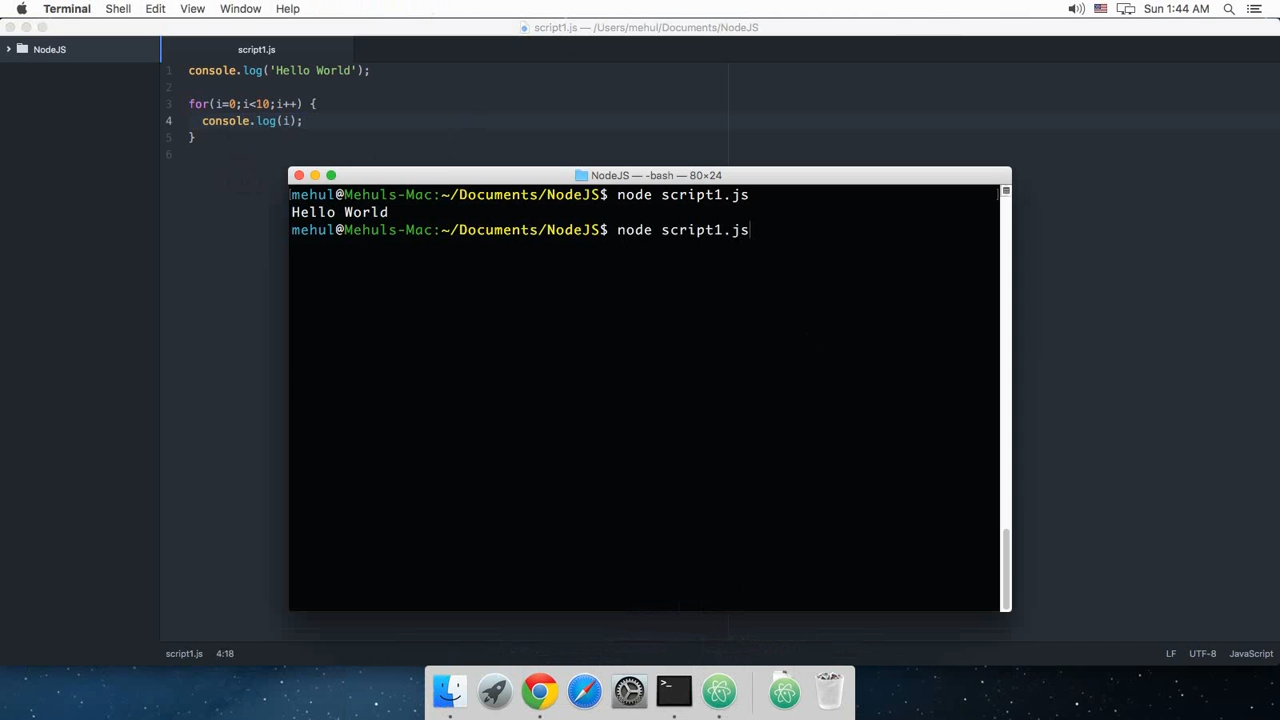 Terminal Shell Edit View Window Help Sun 1:44 AM
script1.js — /Users/mehul/Documents/NodeJS
NodeJS
script1.js
1 console.log('Hello World');
2
3 for(i=0;i<10;i++) {
4 console.log(i);
5 }
6
NodeJS — -bash — 80×24
mehul@Mehuls-Mac:~/Documents/NodeJS$ node script1.js
Hello World
mehul@Mehuls-Mac:~/Documents/NodeJS$ node script1.js
script1.js 4:18 LF UTF-8 JavaScript
>_